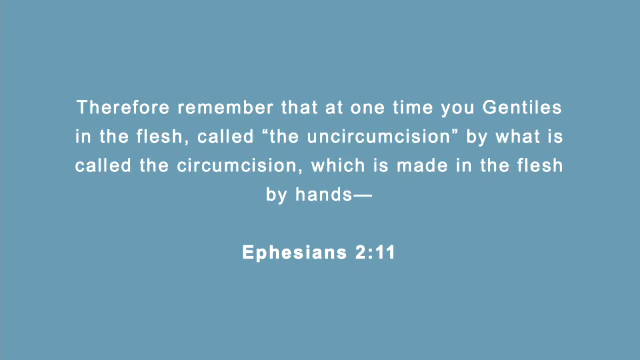 Therefore remember that at one time you Gentiles
in the flesh, called “the uncircumcision” by what is
called the circumcision, which is made in the flesh
by hands—
Ephesians 2:11